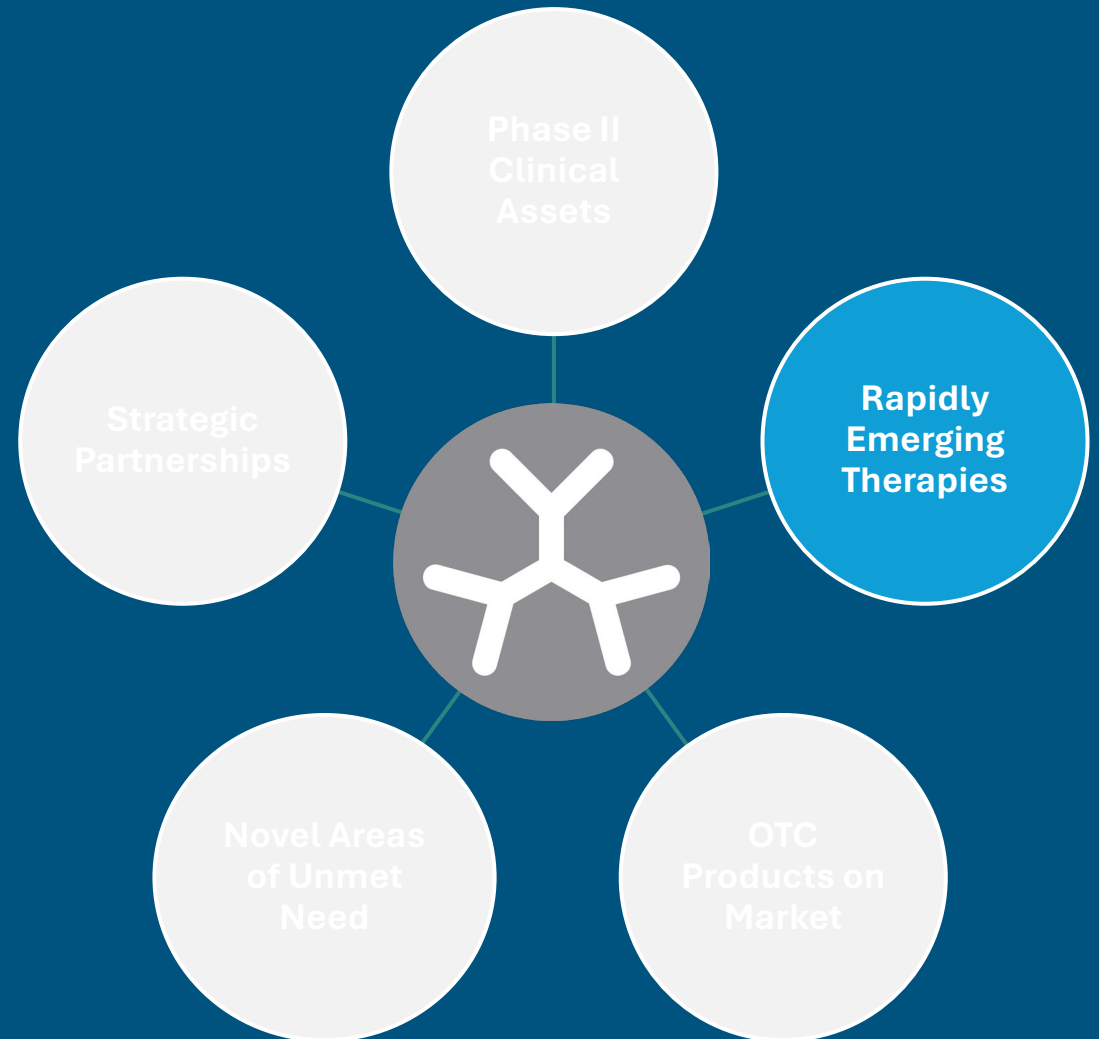 Phase II
Clinical
Assets
Rapidly
Emerging
Therapies
Strategic
Partnerships
Novel Areas
of Unmet
Need
OTC
Products on
Market